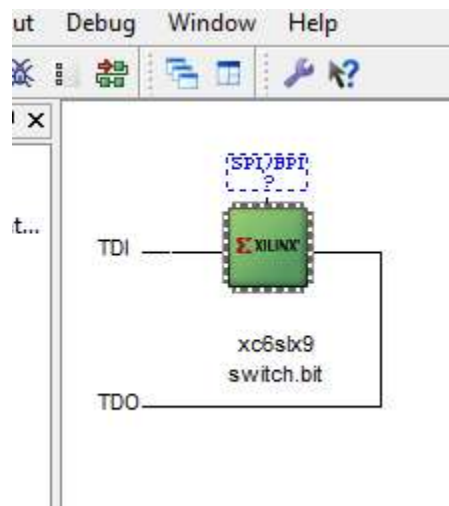 ut Debug Window Help
t...
SPI/BPI
?
TDI
XILINX
xc6slx9
switch.bit
TDO